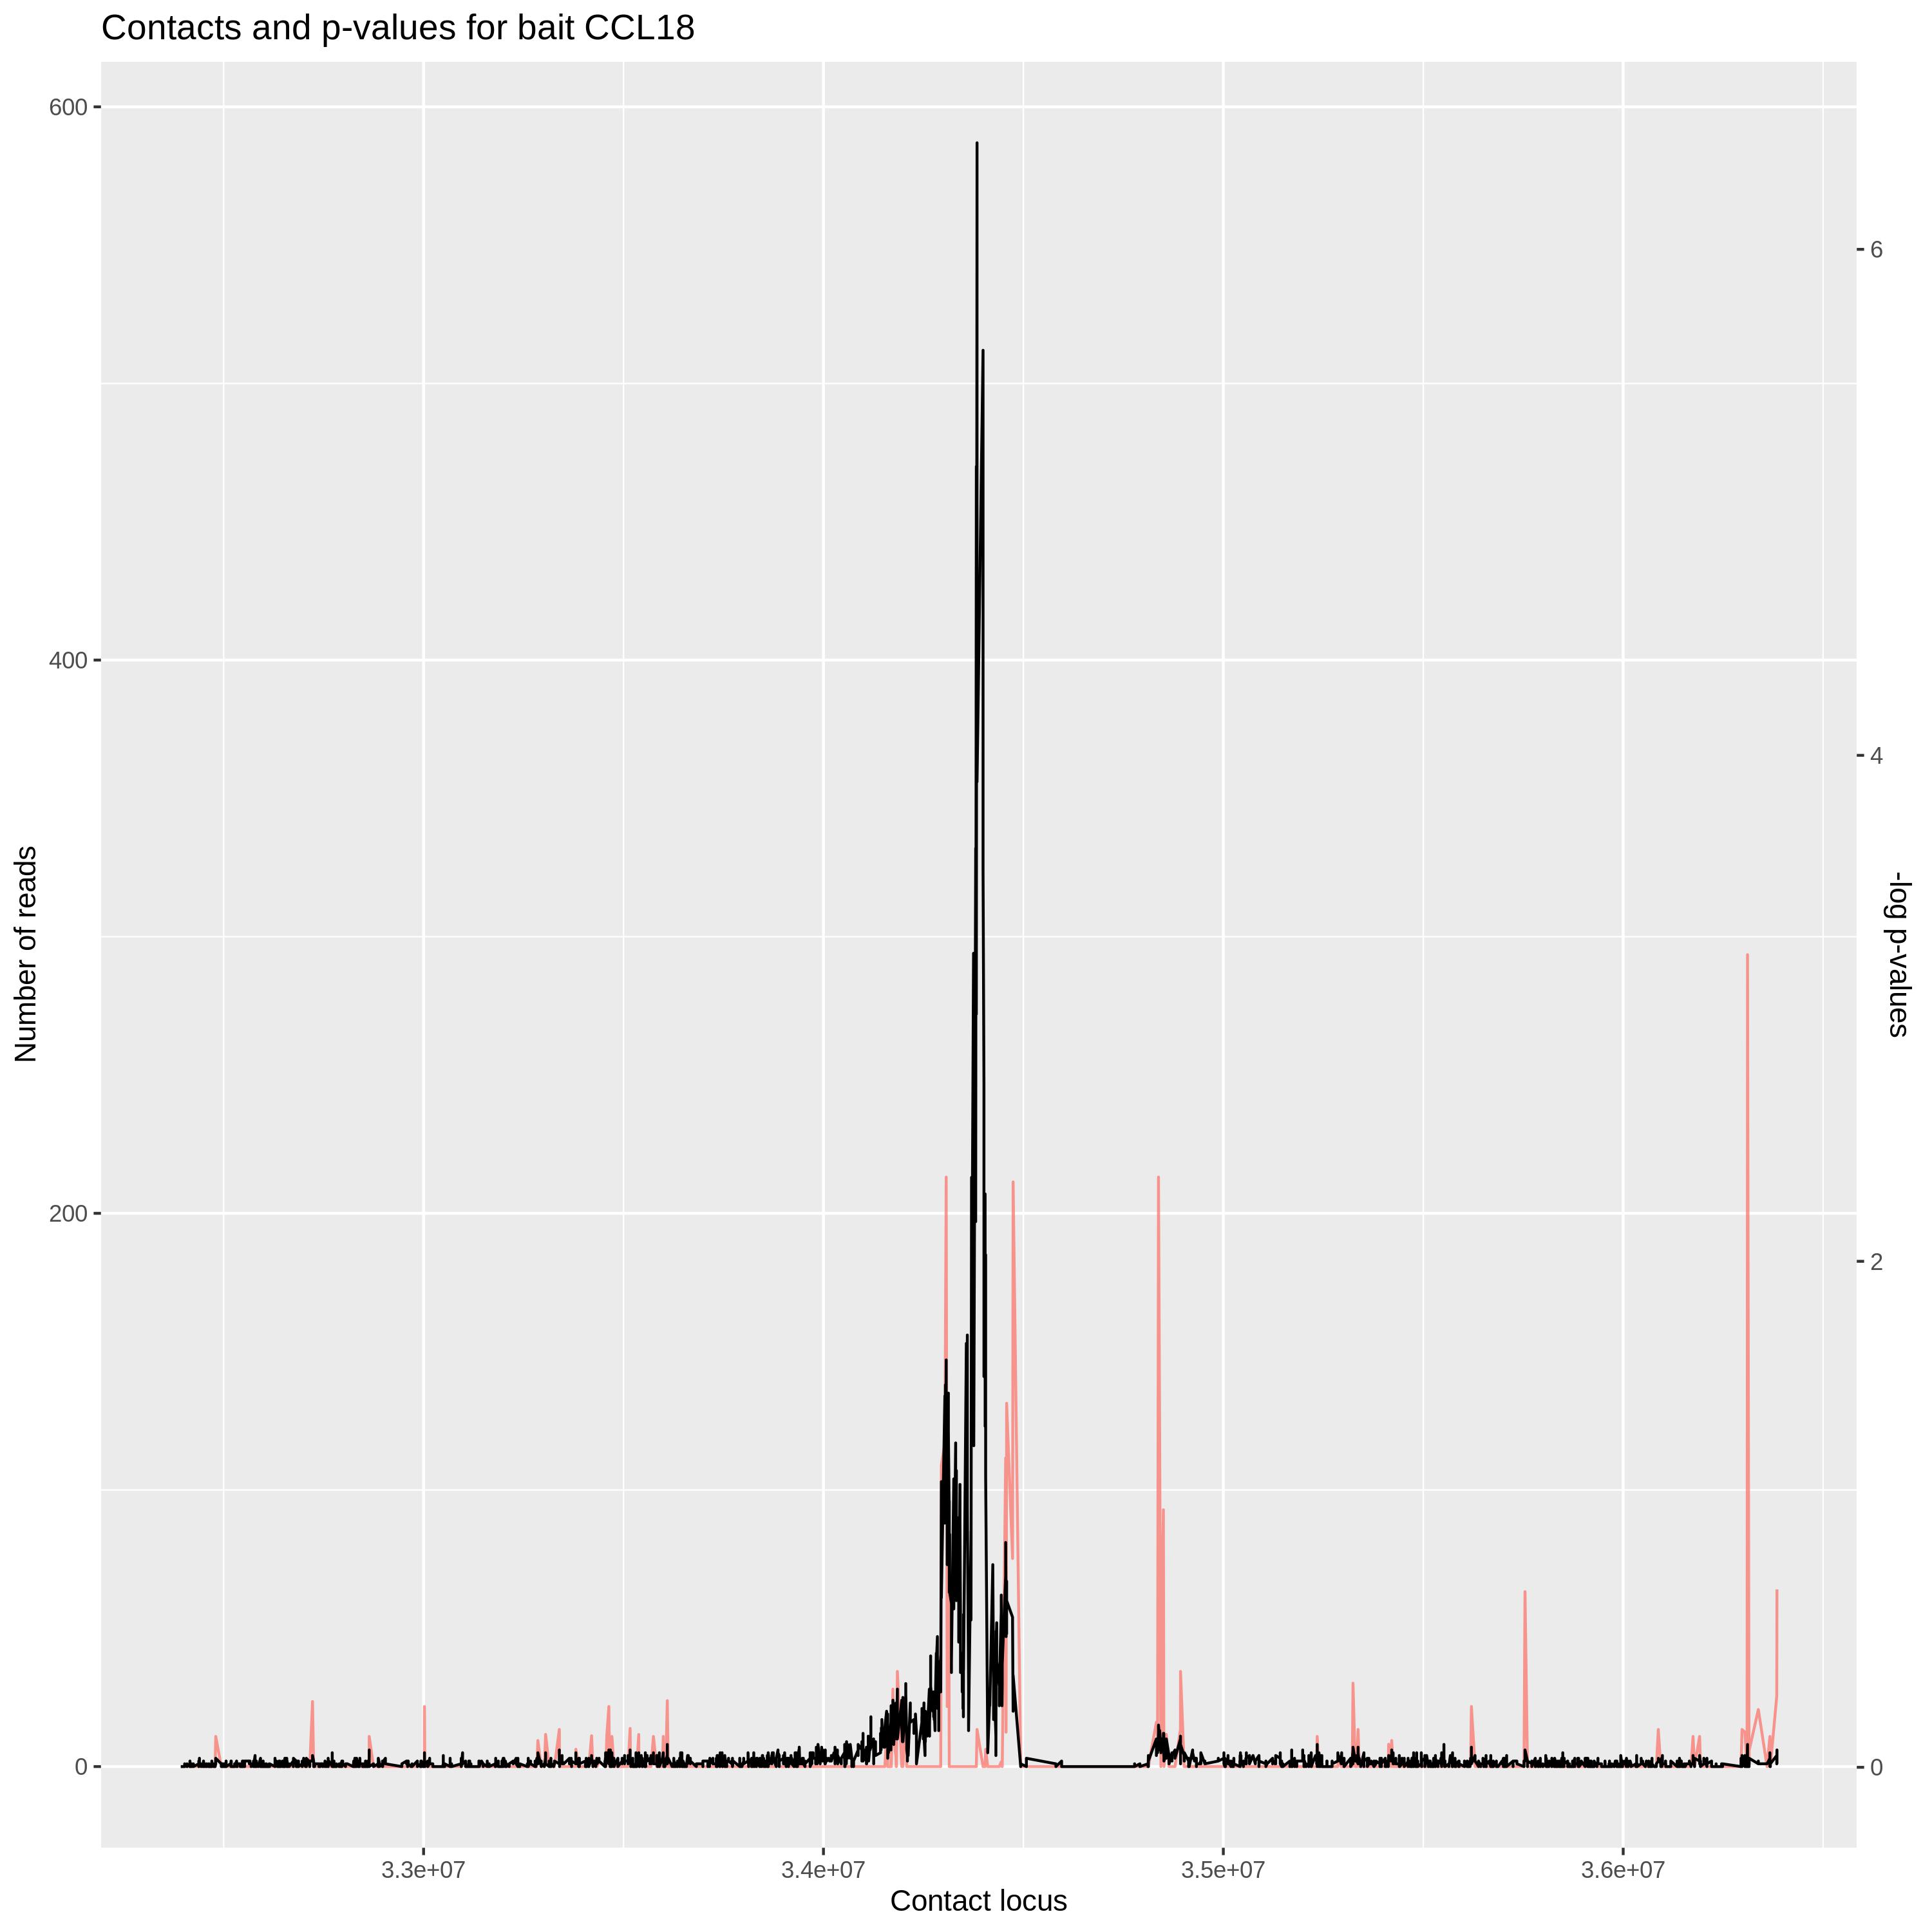 Contacts and p-values for bait CCL18
600
400
200
0
Number of reads
6
4
2
0
-log p-values
3.3e+07 3.4e+07 3.5e+07 3.6e+07
Contact locus